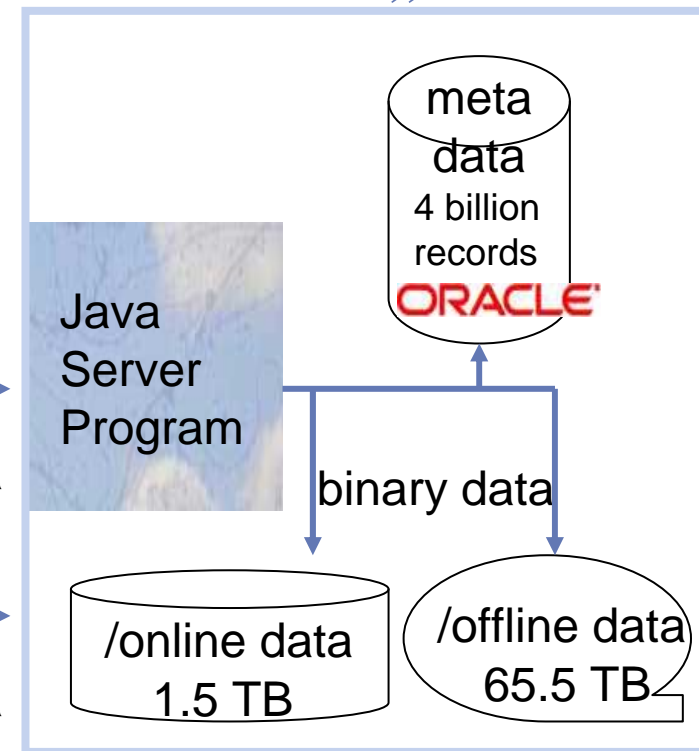 meta
data
4 billion
records
ORACLE
Java
Server
Program
binary data
/online data
1.5 TB
/offline data
65.5 TB